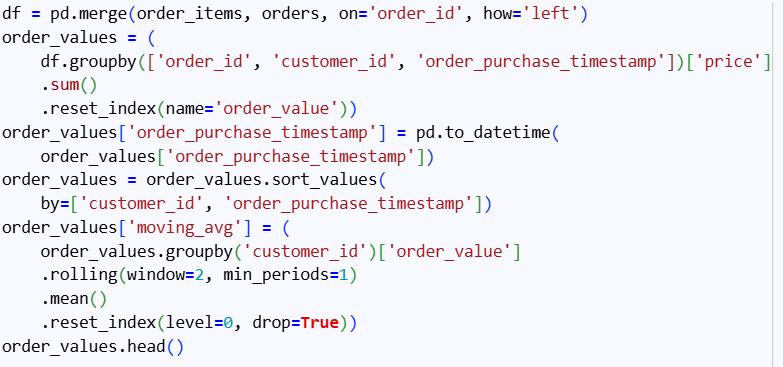 df = pd.merge(order_items, orders, on='order_id', how='left')
order_values = (
    df.groupby(['order_id', 'customer_id', 'order_purchase_timestamp'])['price']
    .sum()
    .reset_index(name='order_value'))
order_values['order_purchase_timestamp'] = pd.to_datetime(
    order_values['order_purchase_timestamp'])
order_values = order_values.sort_values(
    by=['customer_id', 'order_purchase_timestamp'])
order_values['moving_avg'] = (
    order_values.groupby('customer_id')['order_value']
    .rolling(window=2, min_periods=1)
    .mean()
    .reset_index(level=0, drop=True))
order_values.head()